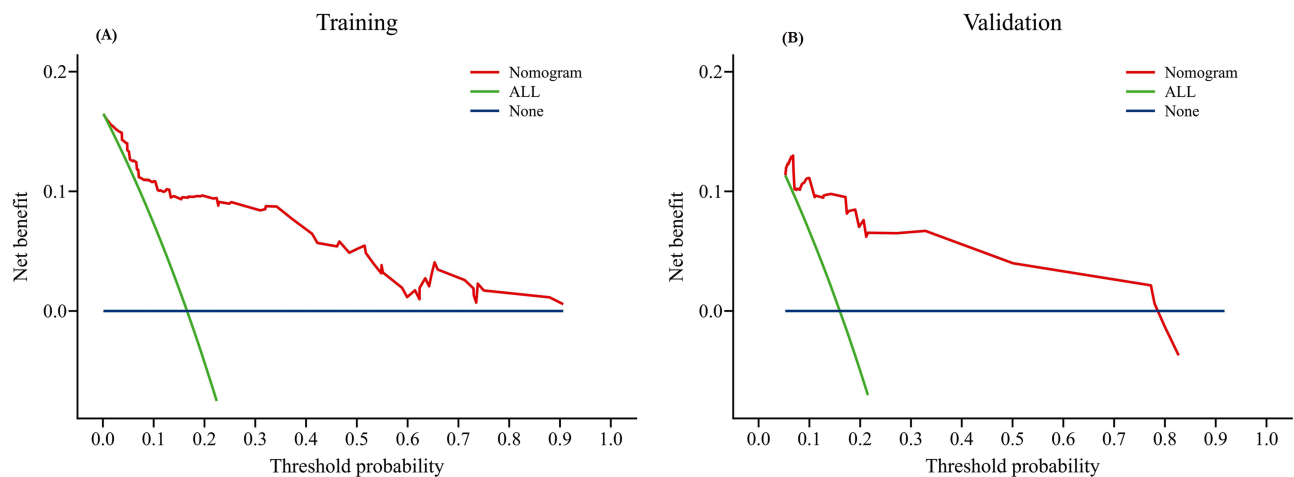 (A)
Training
Net benefit
0.2
0.1
0.0
Nomogram
ALL
None
0.0 0.1 0.2 0.3 0.4 0.5 0.6 0.7 0.8 0.9 1.0
Threshold probability
(B)
Validation
Net benefit
0.2
0.1
0.0
Nomogram
ALL
None
0.0 0.1 0.2 0.3 0.4 0.5 0.6 0.7 0.8 0.9 1.0
Threshold probability